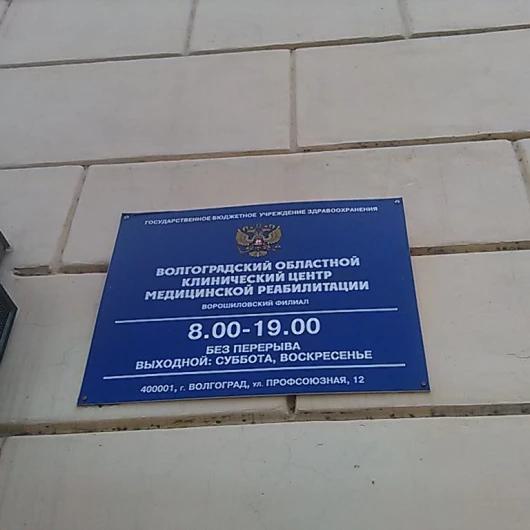 ГОСУДАРСТВЕННОЕ БЮДЖЕТНОЕ УЧРЕЖДЕНИЕ ЗДРАВООХРАНЕНИЯ
ВОЛГОГРАДСКИЙ ОБЛАСТНОЙ
КЛИНИЧЕСКИЙ ЦЕНТР
МЕДИЦИНСКОЙ РЕАБИЛИТАЦИИ
ВОРОШИЛОВСКИЙ ФИЛИАЛ
8.00-19.00
БЕЗ ПЕРЕРЫВА
ВЫХОДНОЙ: СУББОТА, ВОСКРЕСЕНЬЕ
400001, г. ВОЛГОГРАД, ул. ПРОФСОЮЗНАЯ, 12